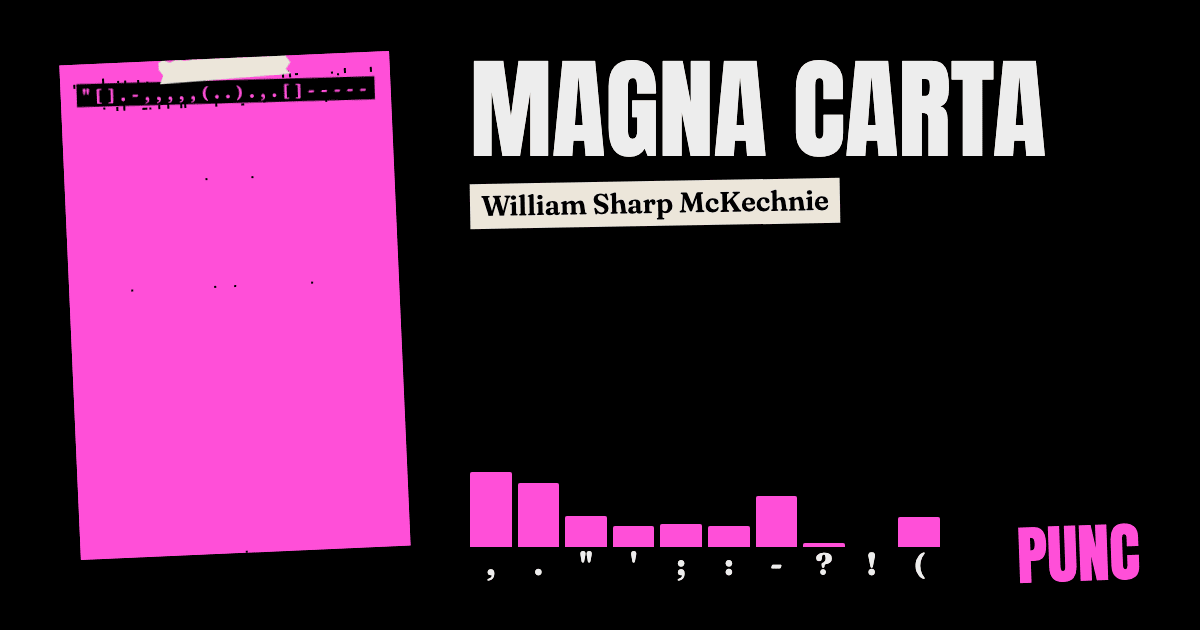 "[].-,,,,,(..).,.[]-----
MAGNA CARTA
William Sharp McKechnie
, . " ' ; : - ? ! (
PUNC